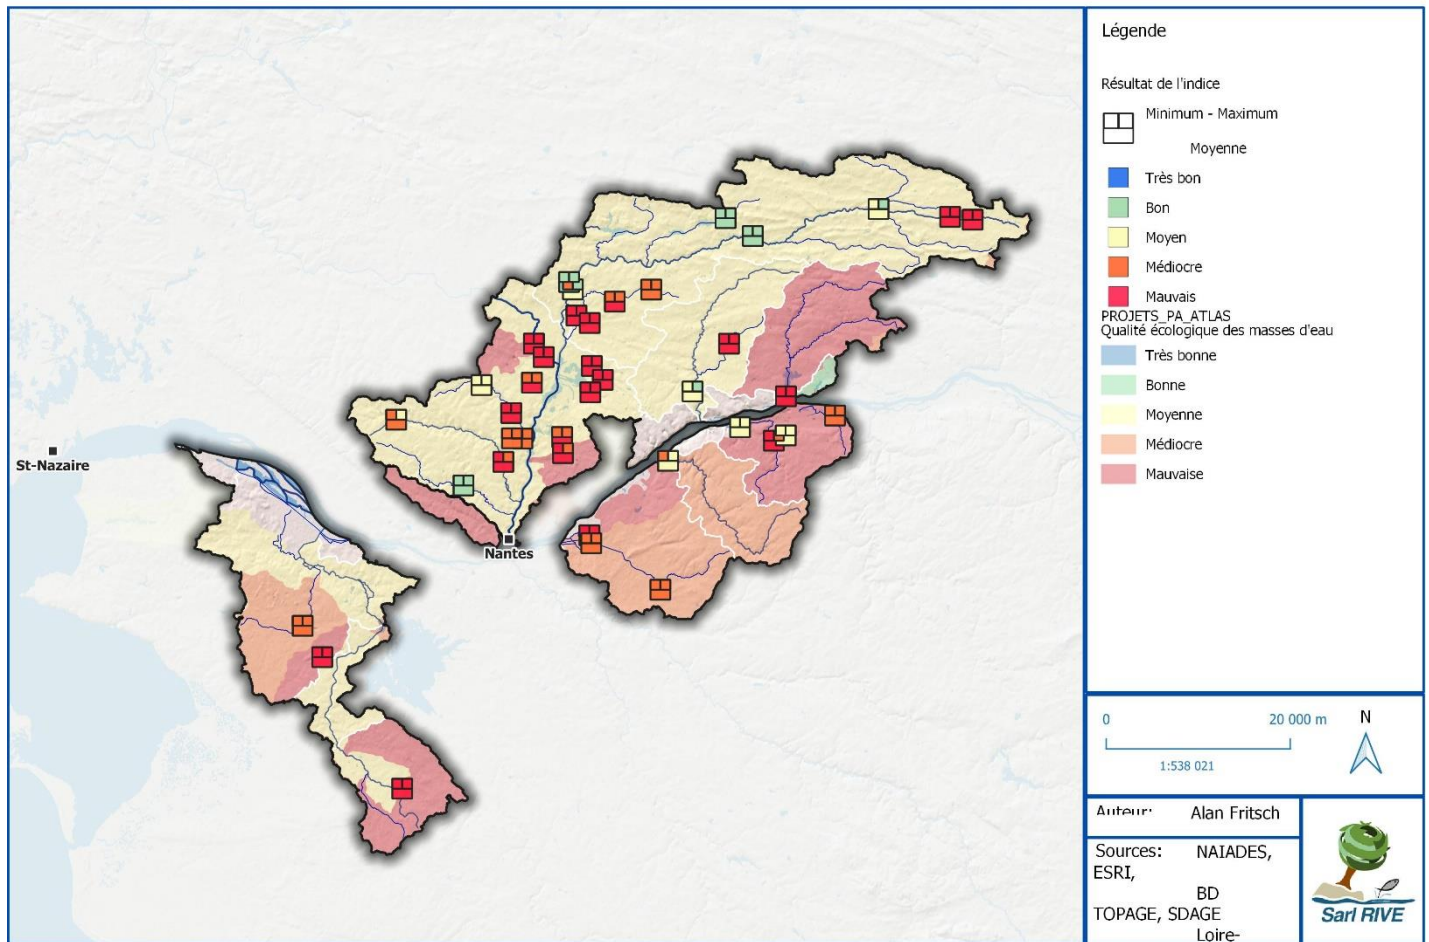 Légende
Résultat de l'indice
Minimum - Maximum
Moyenne
Très bon
Bon
Moyen
Médiocre
Mauvais
PROJETS_PA_ATLAS
Qualité écologique des masses d'eau
Très bonne
Bonne
Moyenne
Médiocre
Mauvaise
St-Nazaire
Nantes
0 20 000 m N
1:538 021
Auteur: Alan Fritsch
Sources: NAIADES,
ESRI,
BD
TOPAGE, SDAGE
Loire-
Sarl RIVE